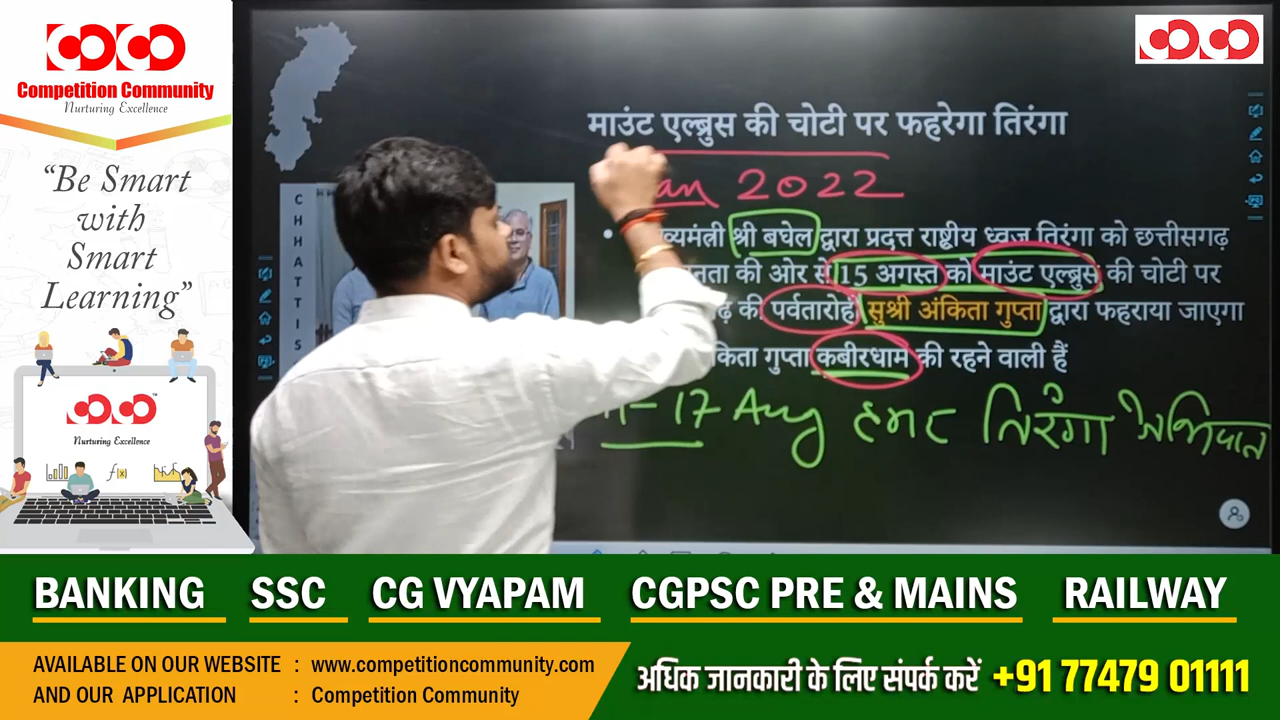 Competition Community
Nurturing Excellence
“Be Smart
with
Smart
Learning”
Nurturing Excellence
f(x)
माउंट एल्ब्रुस की चोटी पर फहरेगा तिरंगा
2022
CHHATTIS
श्री बघेल द्वारा प्रदत्त राष्ट्रीय ध्वज तिरंगा को छत्तीसगढ़
की ओर से 15 अगस्त को माउंट एल्ब्रुस की चोटी पर
की पर्वतारोही सुश्री अंकिता गुप्ता द्वारा फहराया जाएगा
गुप्ता कबीरधाम की रहने वाली हैं
17 Aug हमर तिरंगा
BANKING SSC CG VYAPAM CGPSC PRE & MAINS RAILWAY
AVAILABLE ON OUR WEBSITE : www.competitioncommunity.com
AND OUR APPLICATION : Competition Community
अधिक जानकारी के लिए संपर्क करें +91 77479 01111